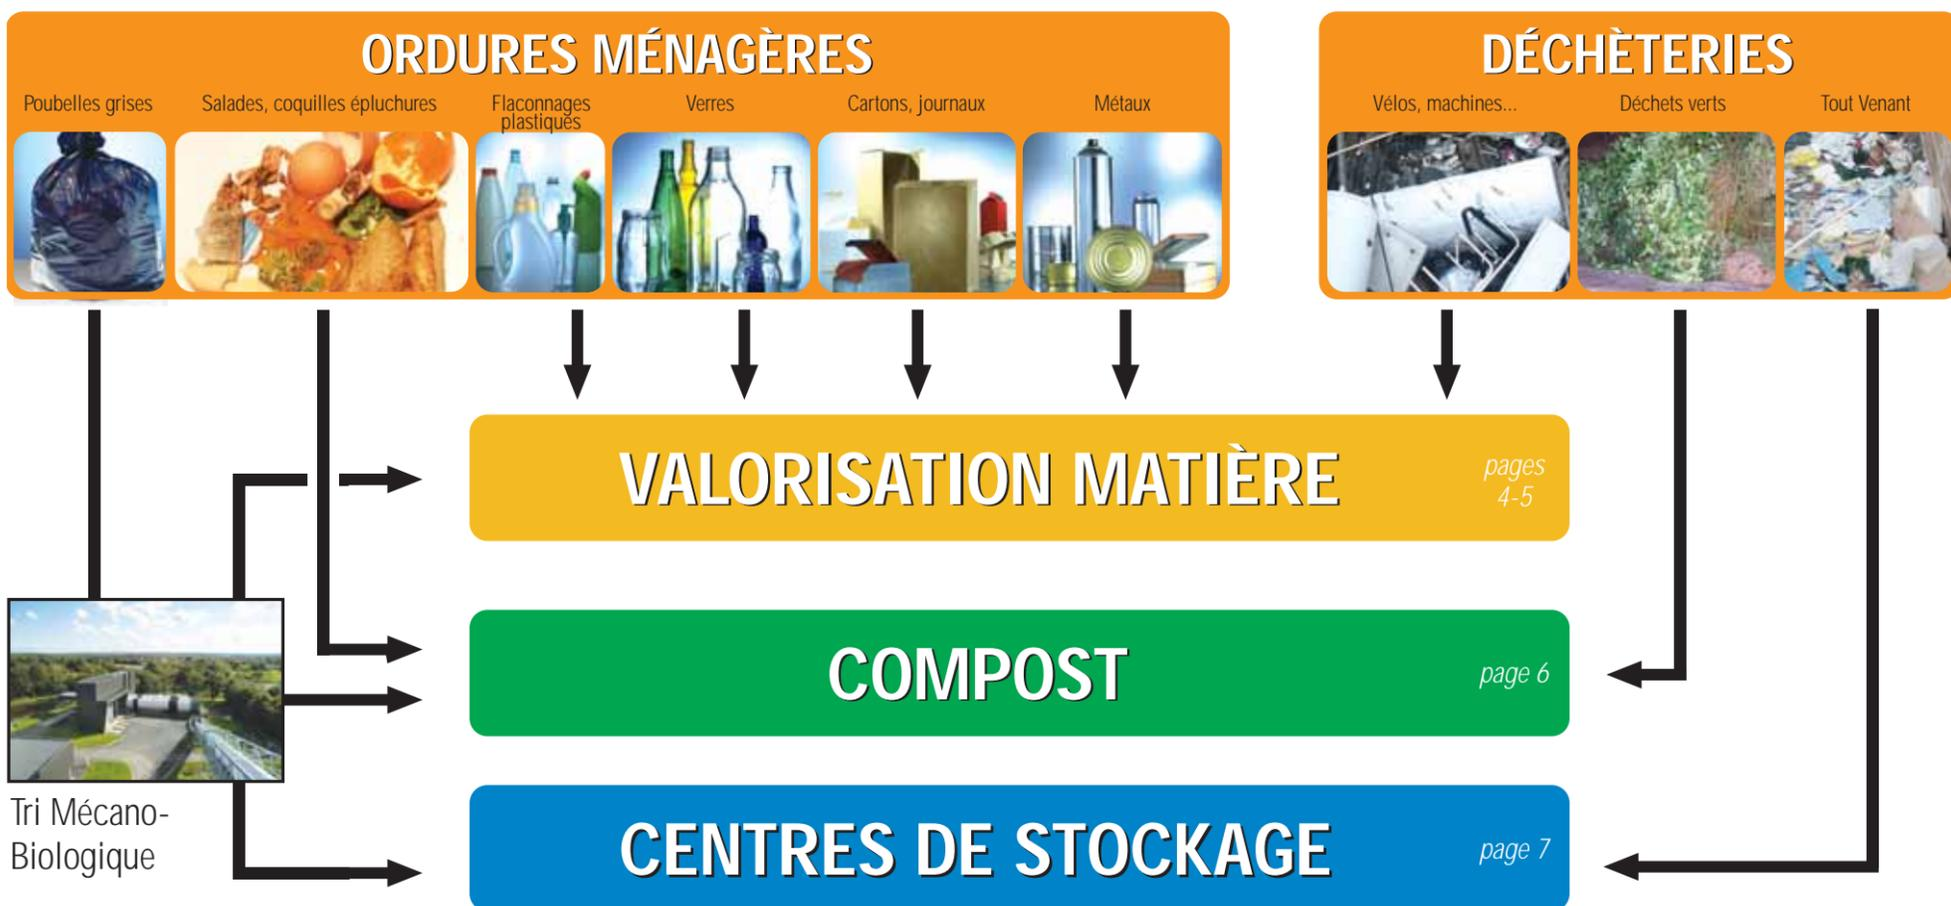 ORDURES MÉNAGÈRES
Poubelles grises
Salades, coquilles épluchures
Flaconnages
plastiques
Verres
Cartons, journaux
Métaux
DÉCHÈTERIES
Vélos, machines...
Déchets verts
Tout Venant
VALORISATION MATIÈRE
pages
4-5
COMPOST
page 6
Tri Mécano-
Biologique
CENTRES DE STOCKAGE
page 7